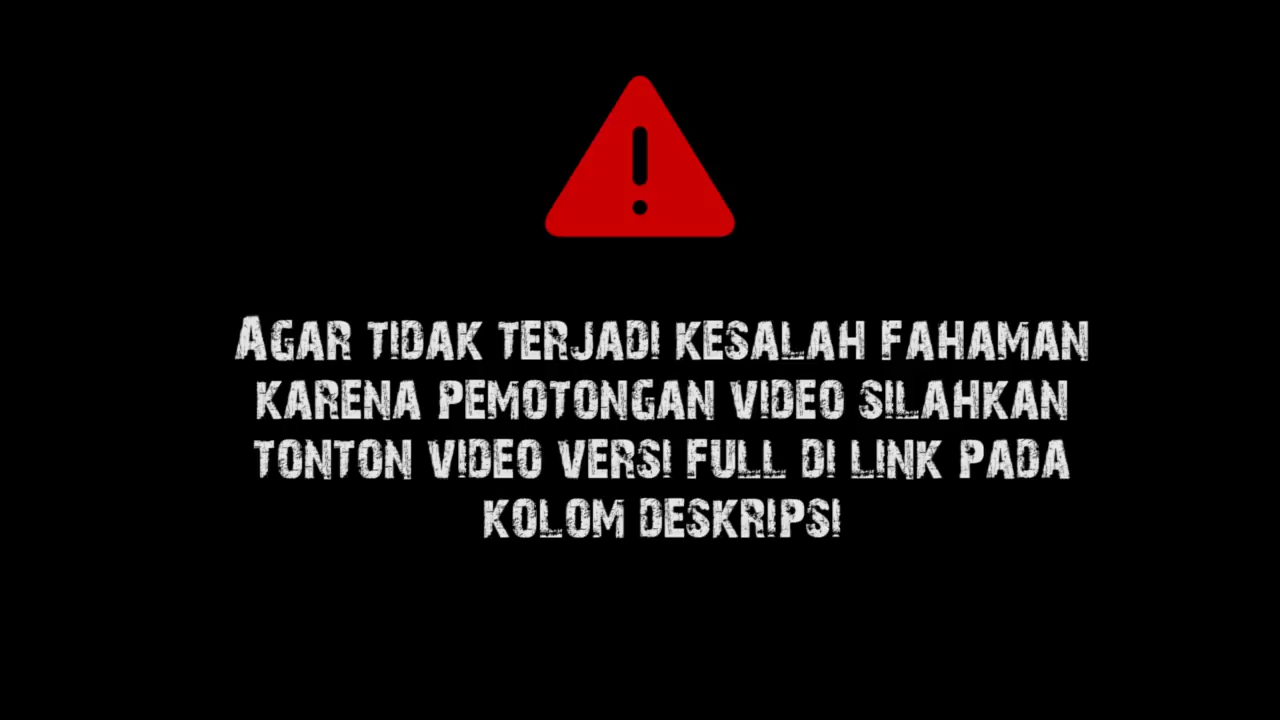 Agar tidak terjadi kesalah fahaman
karena pemotongan video silahkan
tonton video versi full di link pada
kolom deskripsi